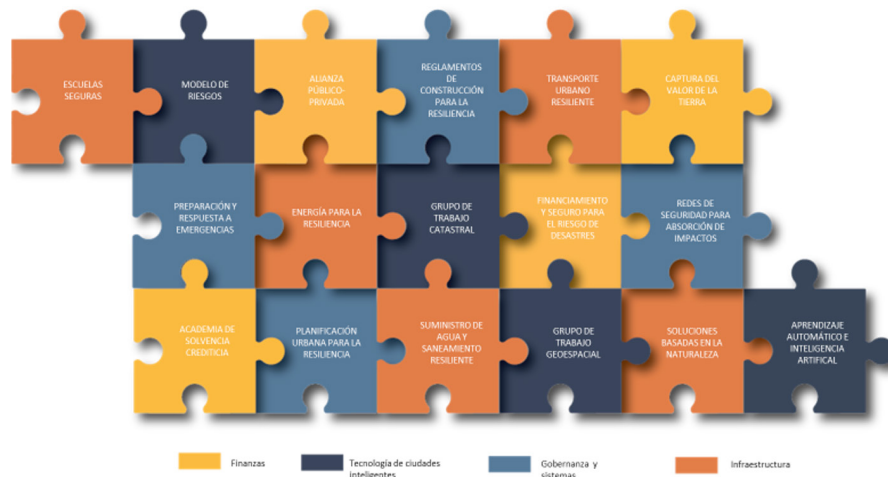 ESCUELAS
SEGURAS
MODELO DE
RIESGOS
ALIANZA
PÚBLICO-
PRIVADA
REGLAMENTOS
DE
CONSTRUCCIÓN
PARA LA
RESILIENCIA
TRANSPORTE
URBANO
RESILIENTE
CAPTURA DEL
VALOR DE LA
TIERRA
PREPARACIÓN Y
RESPUESTA A
EMERGENCIAS
ENERGÍA PARA LA
RESILIENCIA
GRUPO DE
TRABAJO
CATASTRAL
FINANCIAMIENTO
Y SEGURO PARA
EL RIESGO DE
DESASTRES
REDES DE
SEGURIDAD PARA
ABSORCIÓN DE
IMPACTOS
ACADEMIA DE
SOLVENCIA
CREDITICIA
PLANIFICACIÓN
URBANA PARA LA
RESILIENCIA
SUMINISTRO DE
AGUA Y
SANEAMIENTO
RESILIENTE
GRUPO DE
TRABAJO
GEOESPACIAL
SOLUCIONES
BASADAS EN LA
NATURALEZA
APRENDIZAJE
AUTOMÁTICO E
INTELIGENCIA
ARTIFICAL
Finanzas
Tecnología de ciudades
inteligentes
Gobernanza y
sistemas
Infraestructura